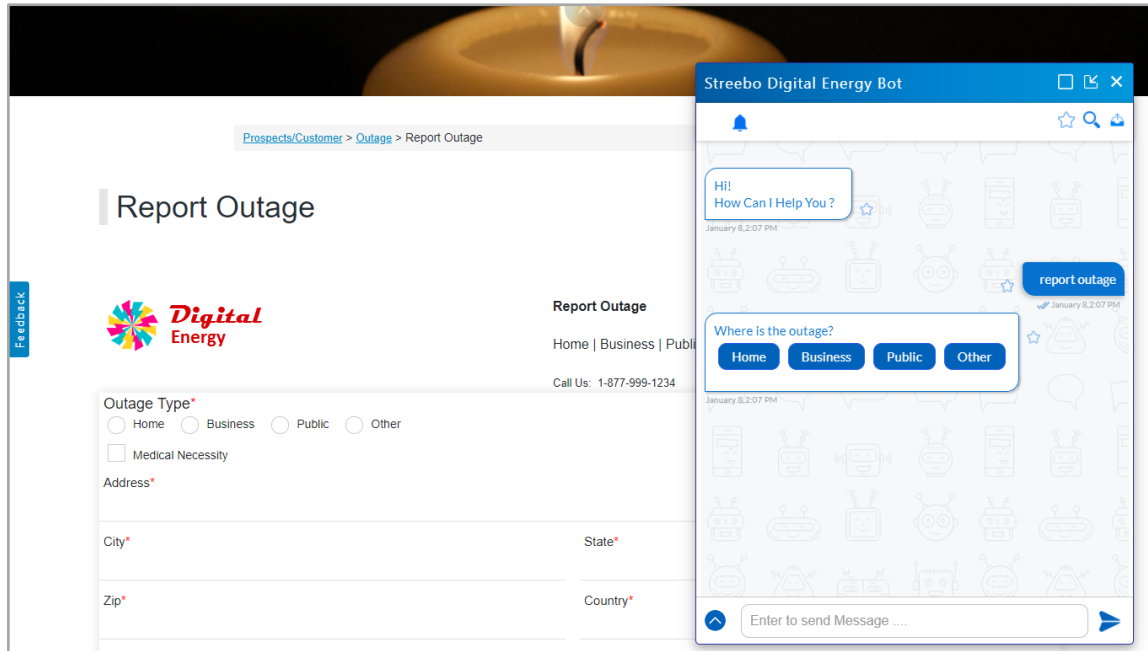 Prospects/Customer > Outage > Report Outage
Report Outage
Feedback
Digital
Energy
Report Outage
Home | Business | Publi
Call Us: 1-877-999-1234
Outage Type*
Home Business Public Other
Medical Necessity
Address*
City* State*
Zip* Country*
Streebo Digital Energy Bot
Hi!
How Can I Help You ?
January 8,2:07 PM
report outage
January 8,2:07 PM
Where is the outage?
Home Business Public Other
January 8,2:07 PM
Enter to send Message ....